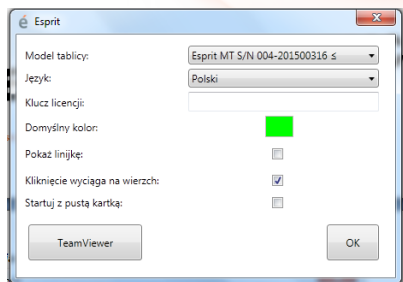 é Esprit
Model tablicy: Esprit MT S/N 004-201500316 ≤
Język: Polski
Klucz licencji:
Domyślny kolor:
Pokaż linijkę:
Kliknięcie wyciąga na wierzch:
Startuj z pustą kartką:
TeamViewer OK